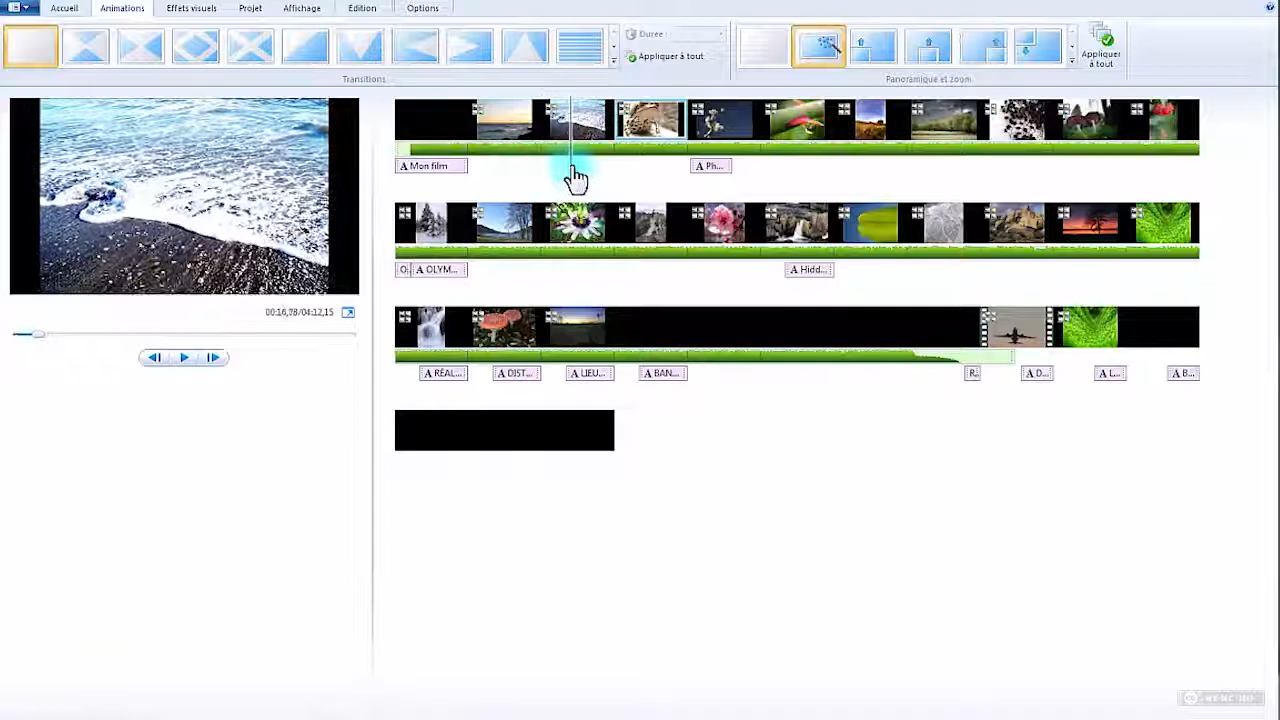 Accueil Animations Effets visuels Projet Affichage Edition Options
Durée :
Appliquer à tout
Appliquer
à tout
Transitions
Panoramique et zoom
A Mon film
A Ph...
A OLYM...
A Hidd...
00:16,78/04:12,15
A RÉAL...
A DIST...
A LIEU...
A BAN...
R..
A D...
A L...
A B...